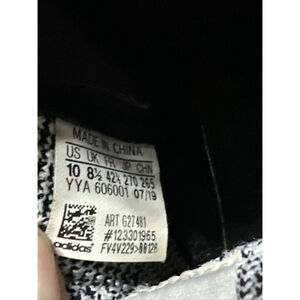 MADE IN CHINA
US UK FR JP CHN
10 8½ 42⅔ 270 265
YYA 606001 07/19
ART G27481
#123301965
adidas FV4V229>